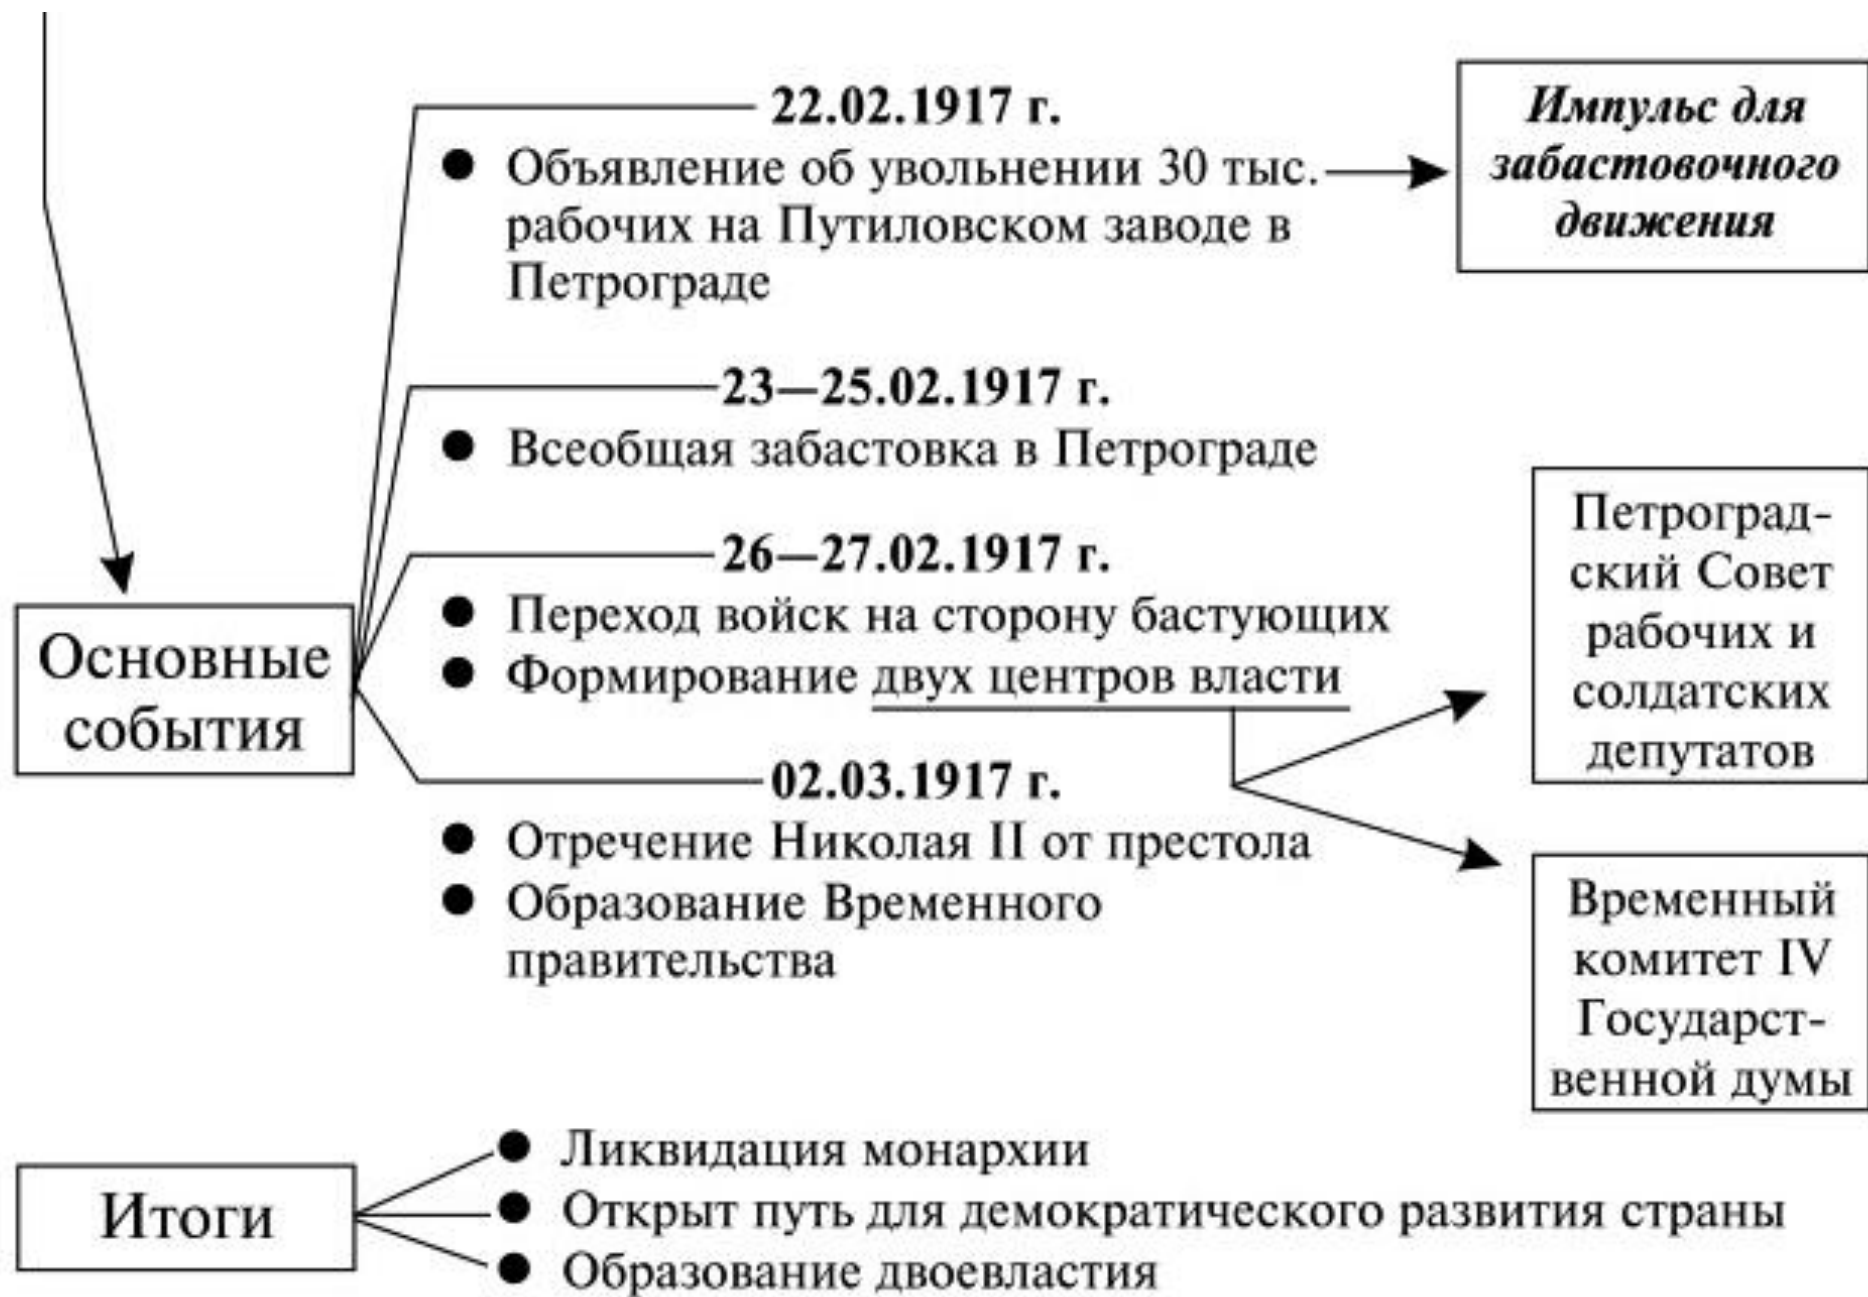 22.02.1917 г.
● Объявление об увольнении 30 тыс.
рабочих на Путиловском заводе в
Петрограде
Импульс для
забастовочного
движения
23—25.02.1917 г.
● Всеобщая забастовка в Петрограде
26—27.02.1917 г.
● Переход войск на сторону бастующих
● Формирование двух центров власти
Петроград-
ский Совет
рабочих и
солдатских
депутатов
Основные
события
02.03.1917 г.
● Отречение Николая II от престола
● Образование Временного
правительства
Временный
комитет IV
Государст-
венной думы
Итоги
● Ликвидация монархии
● Открыт путь для демократического развития страны
● Образование двоевластия